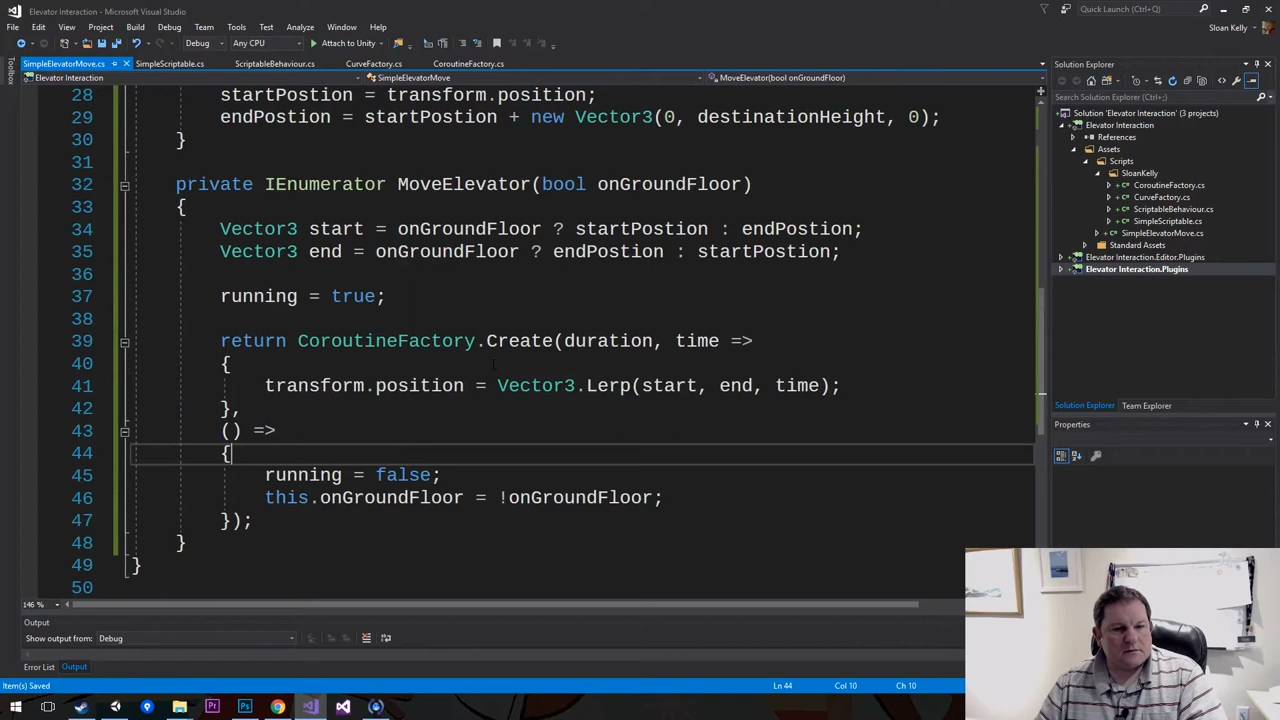 Elevator Interaction - Microsoft Visual Studio
Quick Launch (Ctrl+Q)
File Edit View Project Build Debug Team Tools Test Analyze Window Help
Sloan Kelly
Debug Any CPU Attach to Unity
SimpleElevatorMove.cs SimpleScriptable.cs ScriptableBehaviour.cs CurveFactory.cs CoroutineFactory.cs
Elevator Interaction SimpleElevatorMove MoveElevator(bool onGroundFloor)
Toolbox
28 startPostion = transform.position;
29 endPostion = startPostion + new Vector3(0, destinationHeight, 0);
30 }
31
32 private IEnumerator MoveElevator(bool onGroundFloor)
33 {
34 Vector3 start = onGroundFloor ? startPostion : endPostion;
35 Vector3 end = onGroundFloor ? endPostion : startPostion;
36
37 running = true;
38
39 return CoroutineFactory.Create(duration, time =>
40 {
41 transform.position = Vector3.Lerp(start, end, time);
42 },
43 () =>
44 {
45 running = false;
46 this.onGroundFloor = !onGroundFloor;
47 });
48 }
49 }
50
146 %
Output
Show output from: Debug
Error List Output
Item(s) Saved Ln 44 Col 10 Ch 10
Solution Explorer
Search Solution Explorer (Ctrl+;)
Solution 'Elevator Interaction' (3 projects)
Elevator Interaction
References
Assets
Scripts
SloanKelly
CoroutineFactory.cs
CurveFactory.cs
ScriptableBehaviour.cs
SimpleScriptable.cs
SimpleElevatorMove.cs
Standard Assets
Elevator Interaction.Editor.Plugins
Elevator Interaction.Plugins
Solution Explorer Team Explorer
Properties